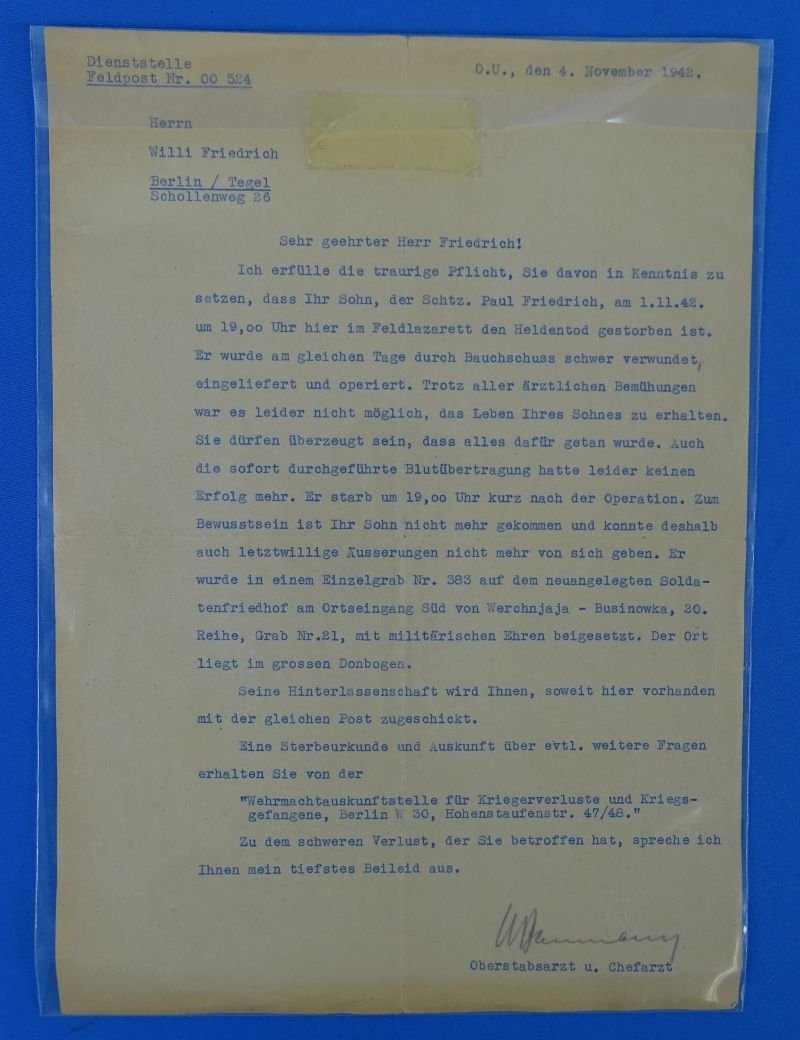 Dienststelle
Feldpost Nr. 00 524
O.U., den 4. November 1942.
Herrn
Willi Friedrich
Berlin / Tegel
Schollenweg 26
Sehr geehrter Herr Friedrich!
Ich erfülle die traurige Pflicht, Sie davon in Kenntnis zu
setzen, dass Ihr Sohn, der Schtz. Paul Friedrich, am 1.11.42.
um 19,oo Uhr hier im Feldlazarett den Heldentod gestorben ist.
Er wurde am gleichen Tage durch Bauchschuss schwer verwundet,
eingeliefert und operiert. Trotz aller ärztlichen Bemühungen
war es leider nicht möglich, das Leben Ihres Sohnes zu erhalten.
Sie dürfen überzeugt sein, dass alles dafür getan wurde. Auch
die sofort durchgeführte Blutübertragung hatte leider keinen
Erfolg mehr. Er starb um 19,oo Uhr kurz nach der Operation. Zum
Bewusstsein ist Ihr Sohn nicht mehr gekommen und konnte deshalb
auch letztwillige Äusserungen nicht mehr von sich geben. Er
wurde in einem Einzelgrab Nr. 383 auf dem neuangelegten Solda-
tenfriedhof am Ortseingang Süd von Werchnjaja - Businowka, 20.
Reihe, Grab Nr.21, mit militärischen Ehren beigesetzt. Der Ort
liegt im grossen Donbogen.
Seine Hinterlassenschaft wird Ihnen, soweit hier vorhanden
mit der gleichen Post zugeschickt.
Eine Sterbeurkunde und Auskunft über evtl. weitere Fragen
erhalten Sie von der
"Wehrmachtauskunftstelle für Kriegerverluste und Kriegs-
gefangene, Berlin W 30, Hohenstaufenstr. 47/48."
Zu dem schweren Verlust, der Sie betroffen hat, spreche ich
Ihnen mein tiefstes Beileid aus.
Oberstabsarzt u. Chefarzt